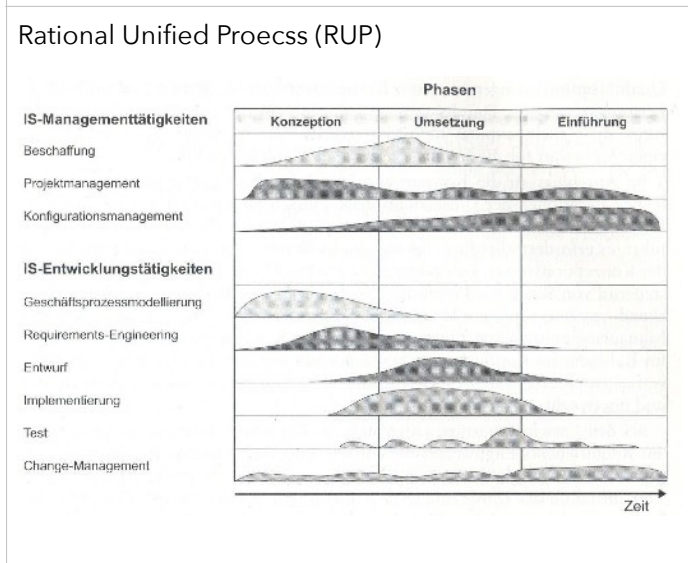 Rational Unified Proecss (RUP)
Phasen
IS-Managementtätigkeiten
Konzeption Umsetzung Einführung
Beschaffung
Projektmanagement
Konfigurationsmanagement
IS-Entwicklungstätigkeiten
Geschäftsprozessmodellierung
Requirements-Engineering
Entwurf
Implementierung
Test
Change-Management
Zeit